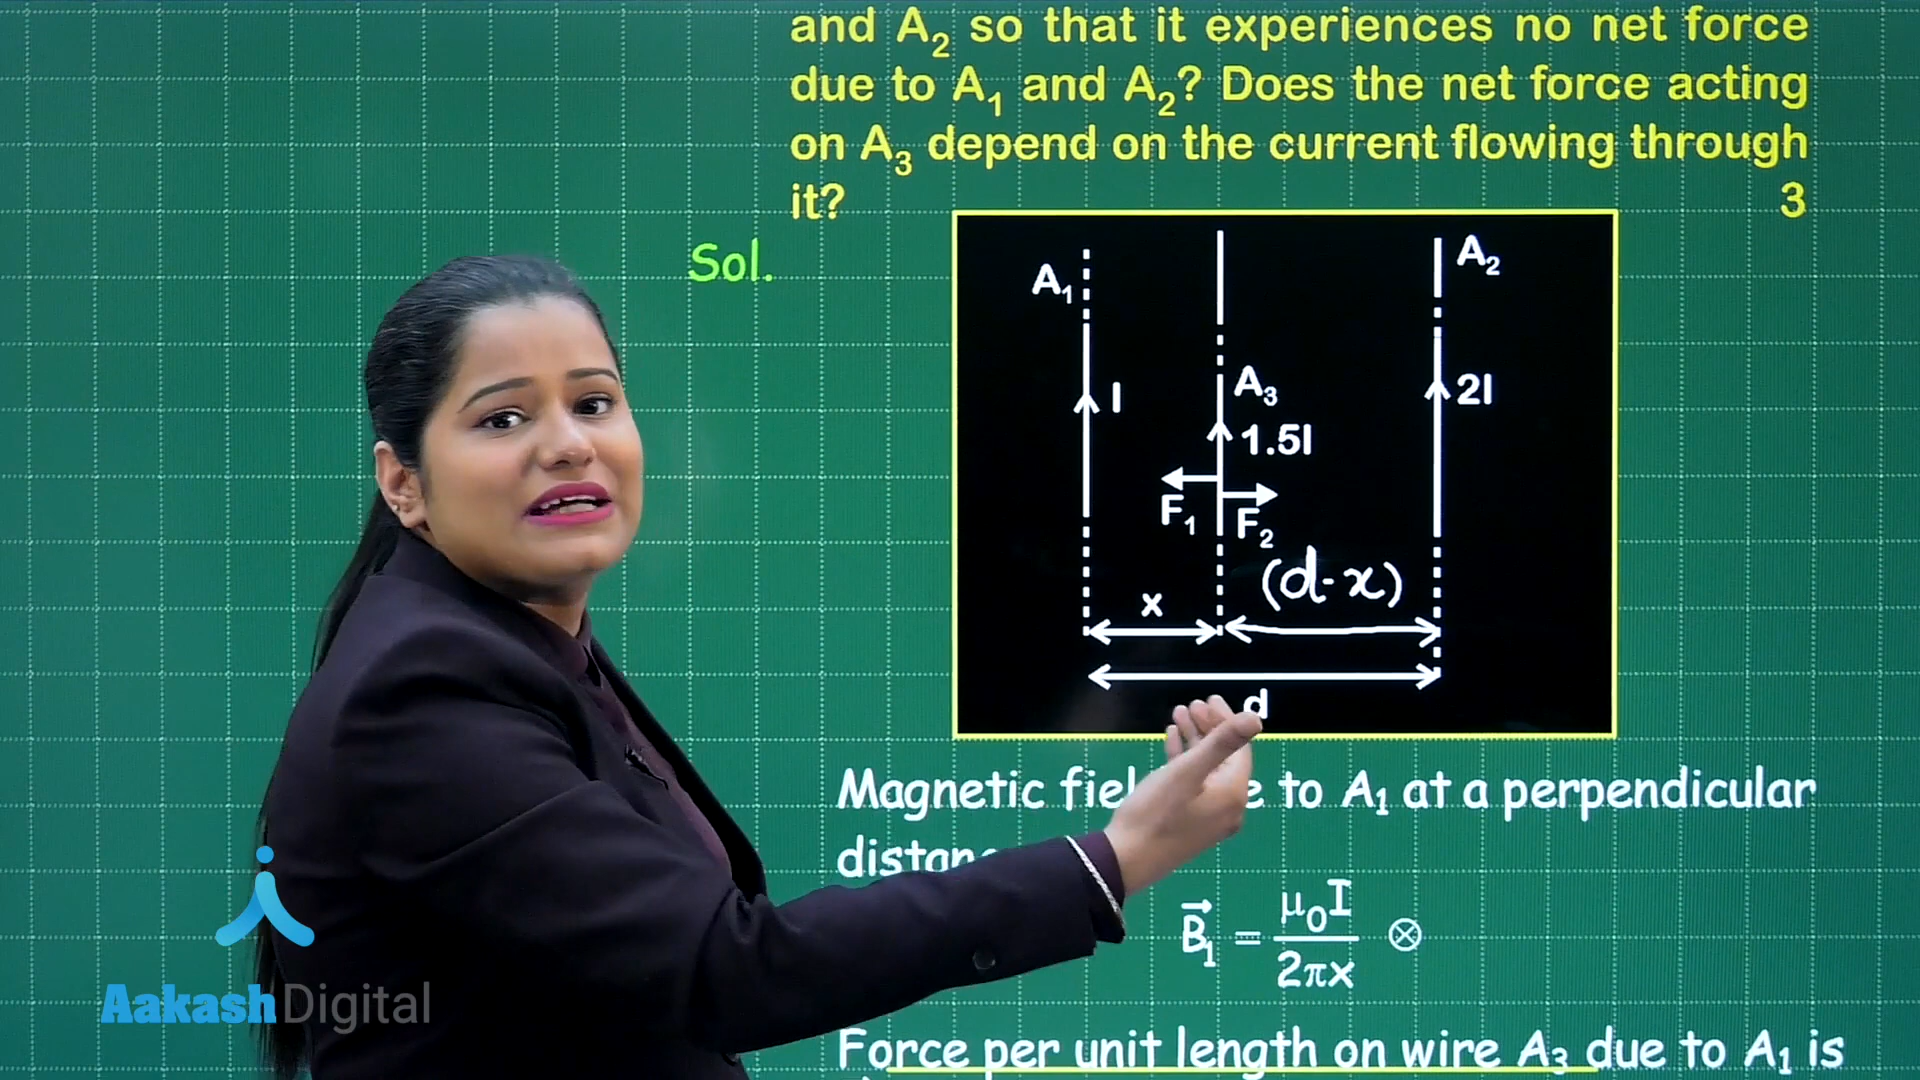 and A₂ so that it experiences no net force
due to A₁ and A₂? Does the net force acting
on A₃ depend on the current flowing through
it? 3
Sol.
A₁
A₂
I
A₃
2I
1.5I
F₁
F₂
(d-x)
x
d
Magnetic to A₁ at a perpendicular
B⃗₁ = μ₀I / 2πx ⊗
Force per unit length on wire A₃ due to A₁ is
Aakash Digital